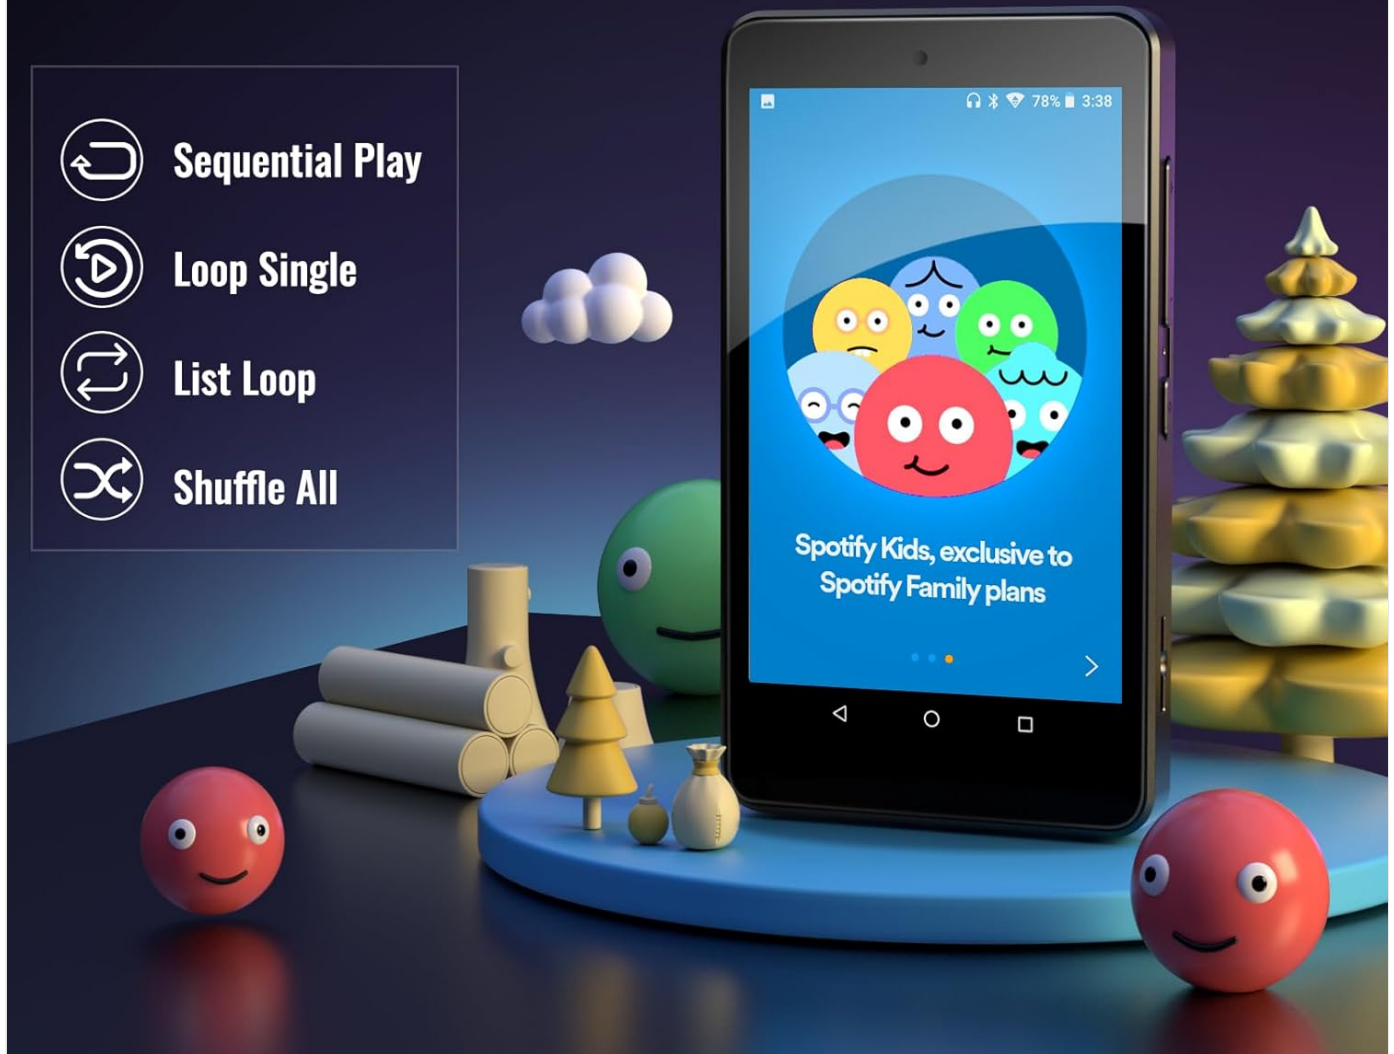 Sequential Play
Loop Single
List Loop
Shuffle All
78% 3:38
Spotify Kids, exclusive to
Spotify Family plans